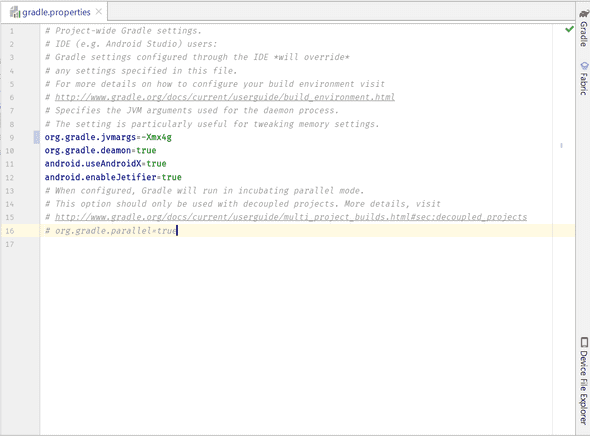 gradle.properties
1 # Project-wide Gradle settings.
2 # IDE (e.g. Android Studio) users:
3 # Gradle settings configured through the IDE *will override*
4 # any settings specified in this file.
5 # For more details on how to configure your build environment visit
6 # http://www.gradle.org/docs/current/userguide/build_environment.html
7 # Specifies the JVM arguments used for the daemon process.
8 # The setting is particularly useful for tweaking memory settings.
9 org.gradle.jvmargs=-Xmx4g
10 org.gradle.deamon=true
11 android.useAndroidX=true
12 android.enableJetifier=true
13 # When configured, Gradle will run in incubating parallel mode.
14 # This option should only be used with decoupled projects. More details, visit
15 # http://www.gradle.org/docs/current/userguide/multi_project_builds.html#sec:decoupled_projects
16 # org.gradle.parallel=true
17
Gradle
Fabric
Device File Explorer